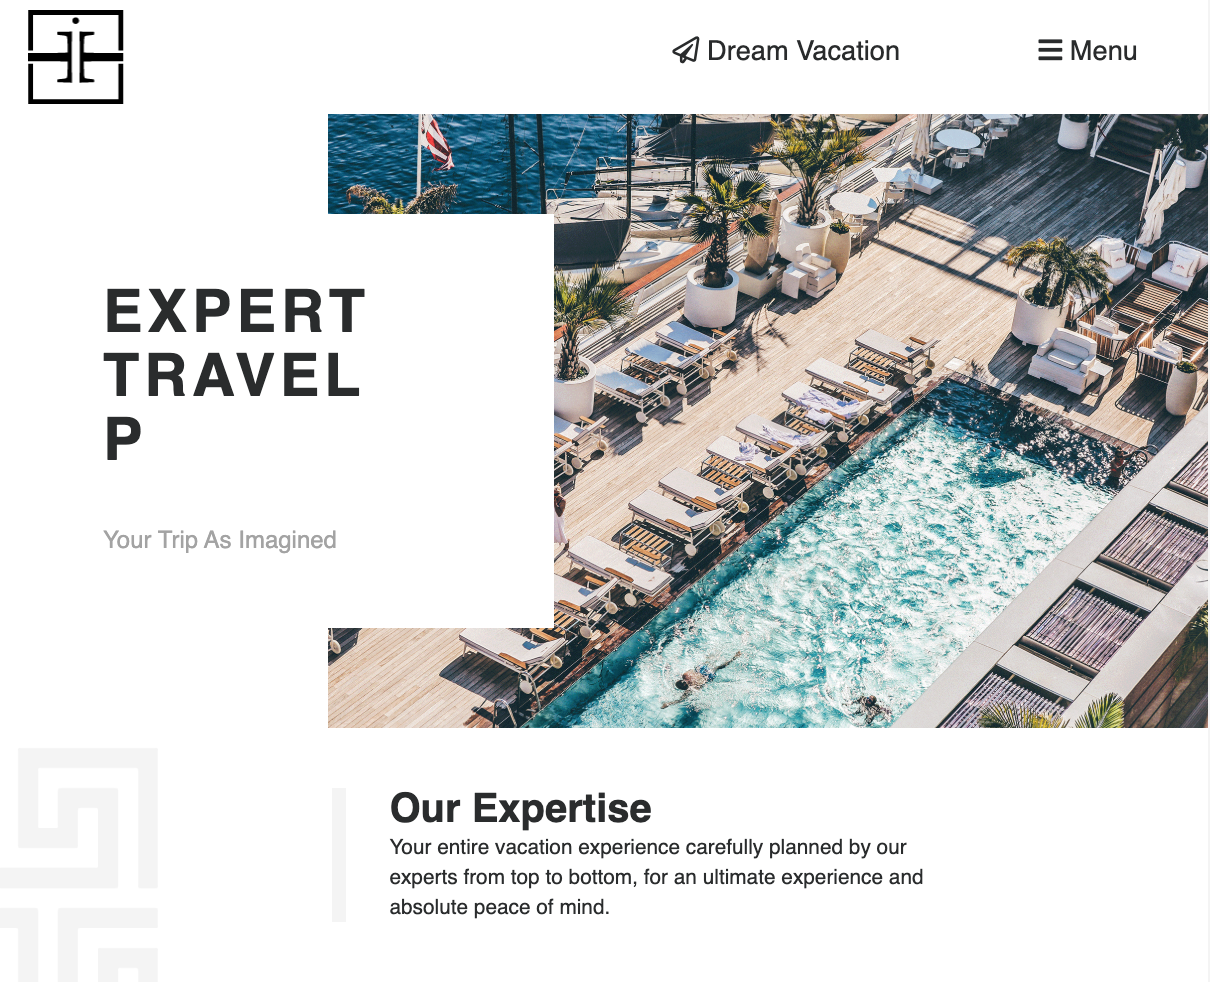 Dream Vacation
Menu
EXPERT
TRAVEL
P
Your Trip As Imagined
Our Expertise
Your entire vacation experience carefully planned by our
experts from top to bottom, for an ultimate experience and
absolute peace of mind.